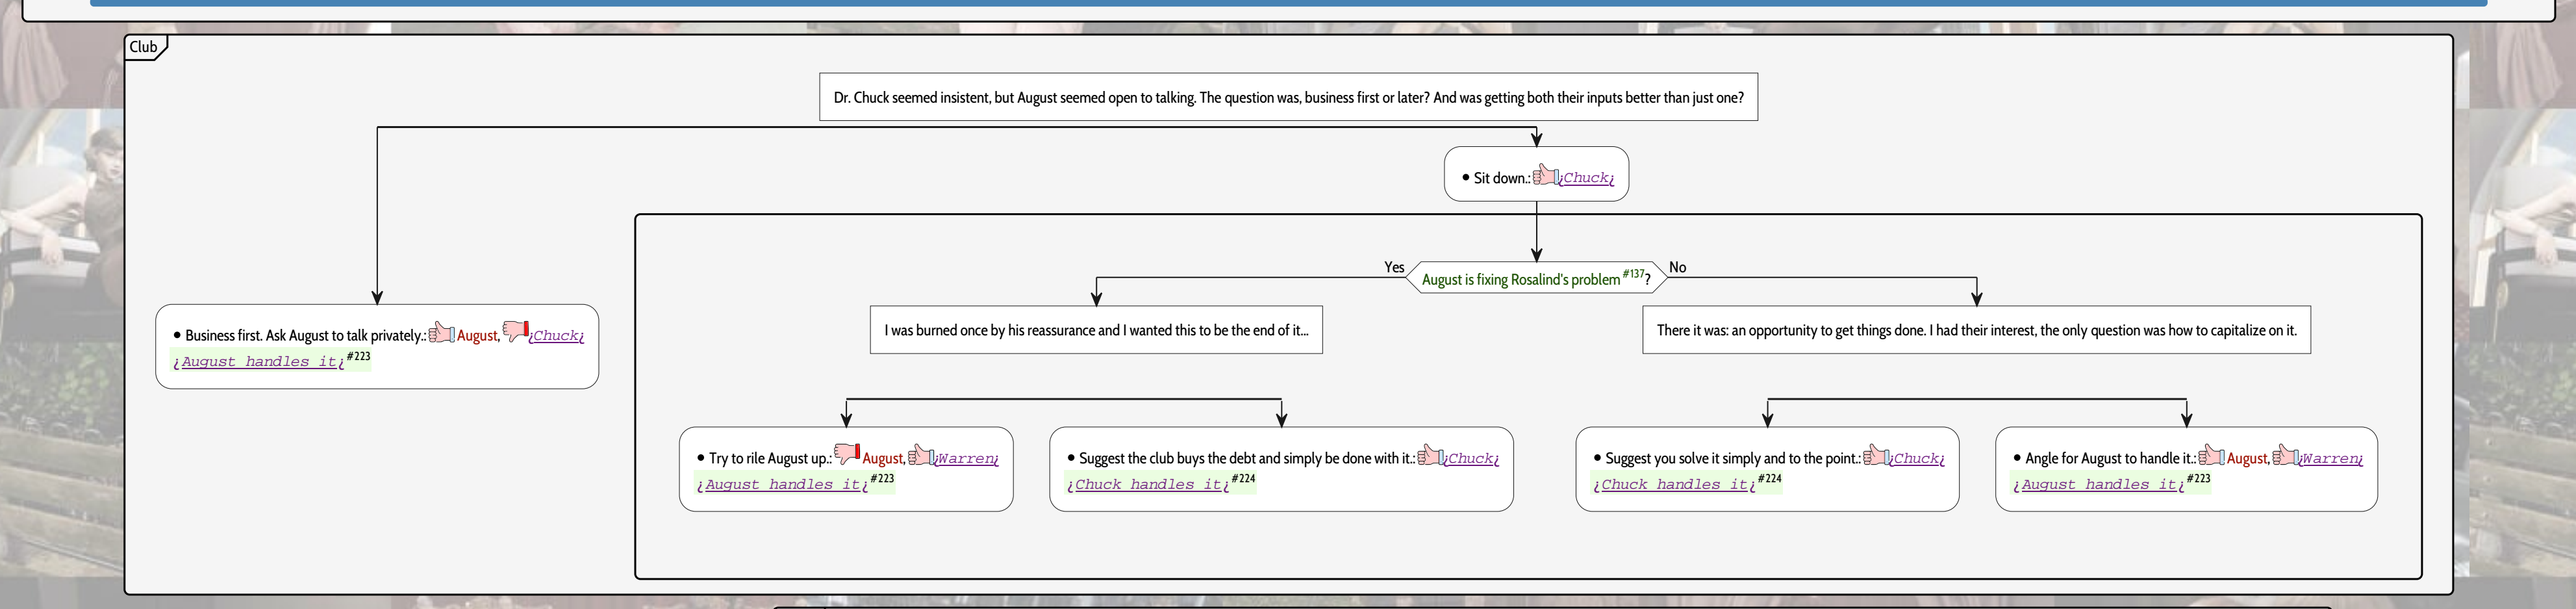 Club
Dr. Chuck seemed insistent, but August seemed open to talking. The question was, business first or later? And was getting both their inputs better than just one?
• Sit down.: ¿Chuck¿
August is fixing Rosalind's problem #137?
Yes
No
• Business first. Ask August to talk privately.: August, ¿Chuck¿
¿August handles it¿ #223
I was burned once by his reassurance and I wanted this to be the end of it...
There it was: an opportunity to get things done. I had their interest, the only question was how to capitalize on it.
• Try to rile August up.: August, ¿Warren¿
¿August handles it¿ #223
• Suggest the club buys the debt and simply be done with it.: ¿Chuck¿
¿Chuck handles it¿ #224
• Suggest you solve it simply and to the point.: ¿Chuck¿
¿Chuck handles it¿ #224
• Angle for August to handle it.: August, ¿Warren¿
¿August handles it¿ #223